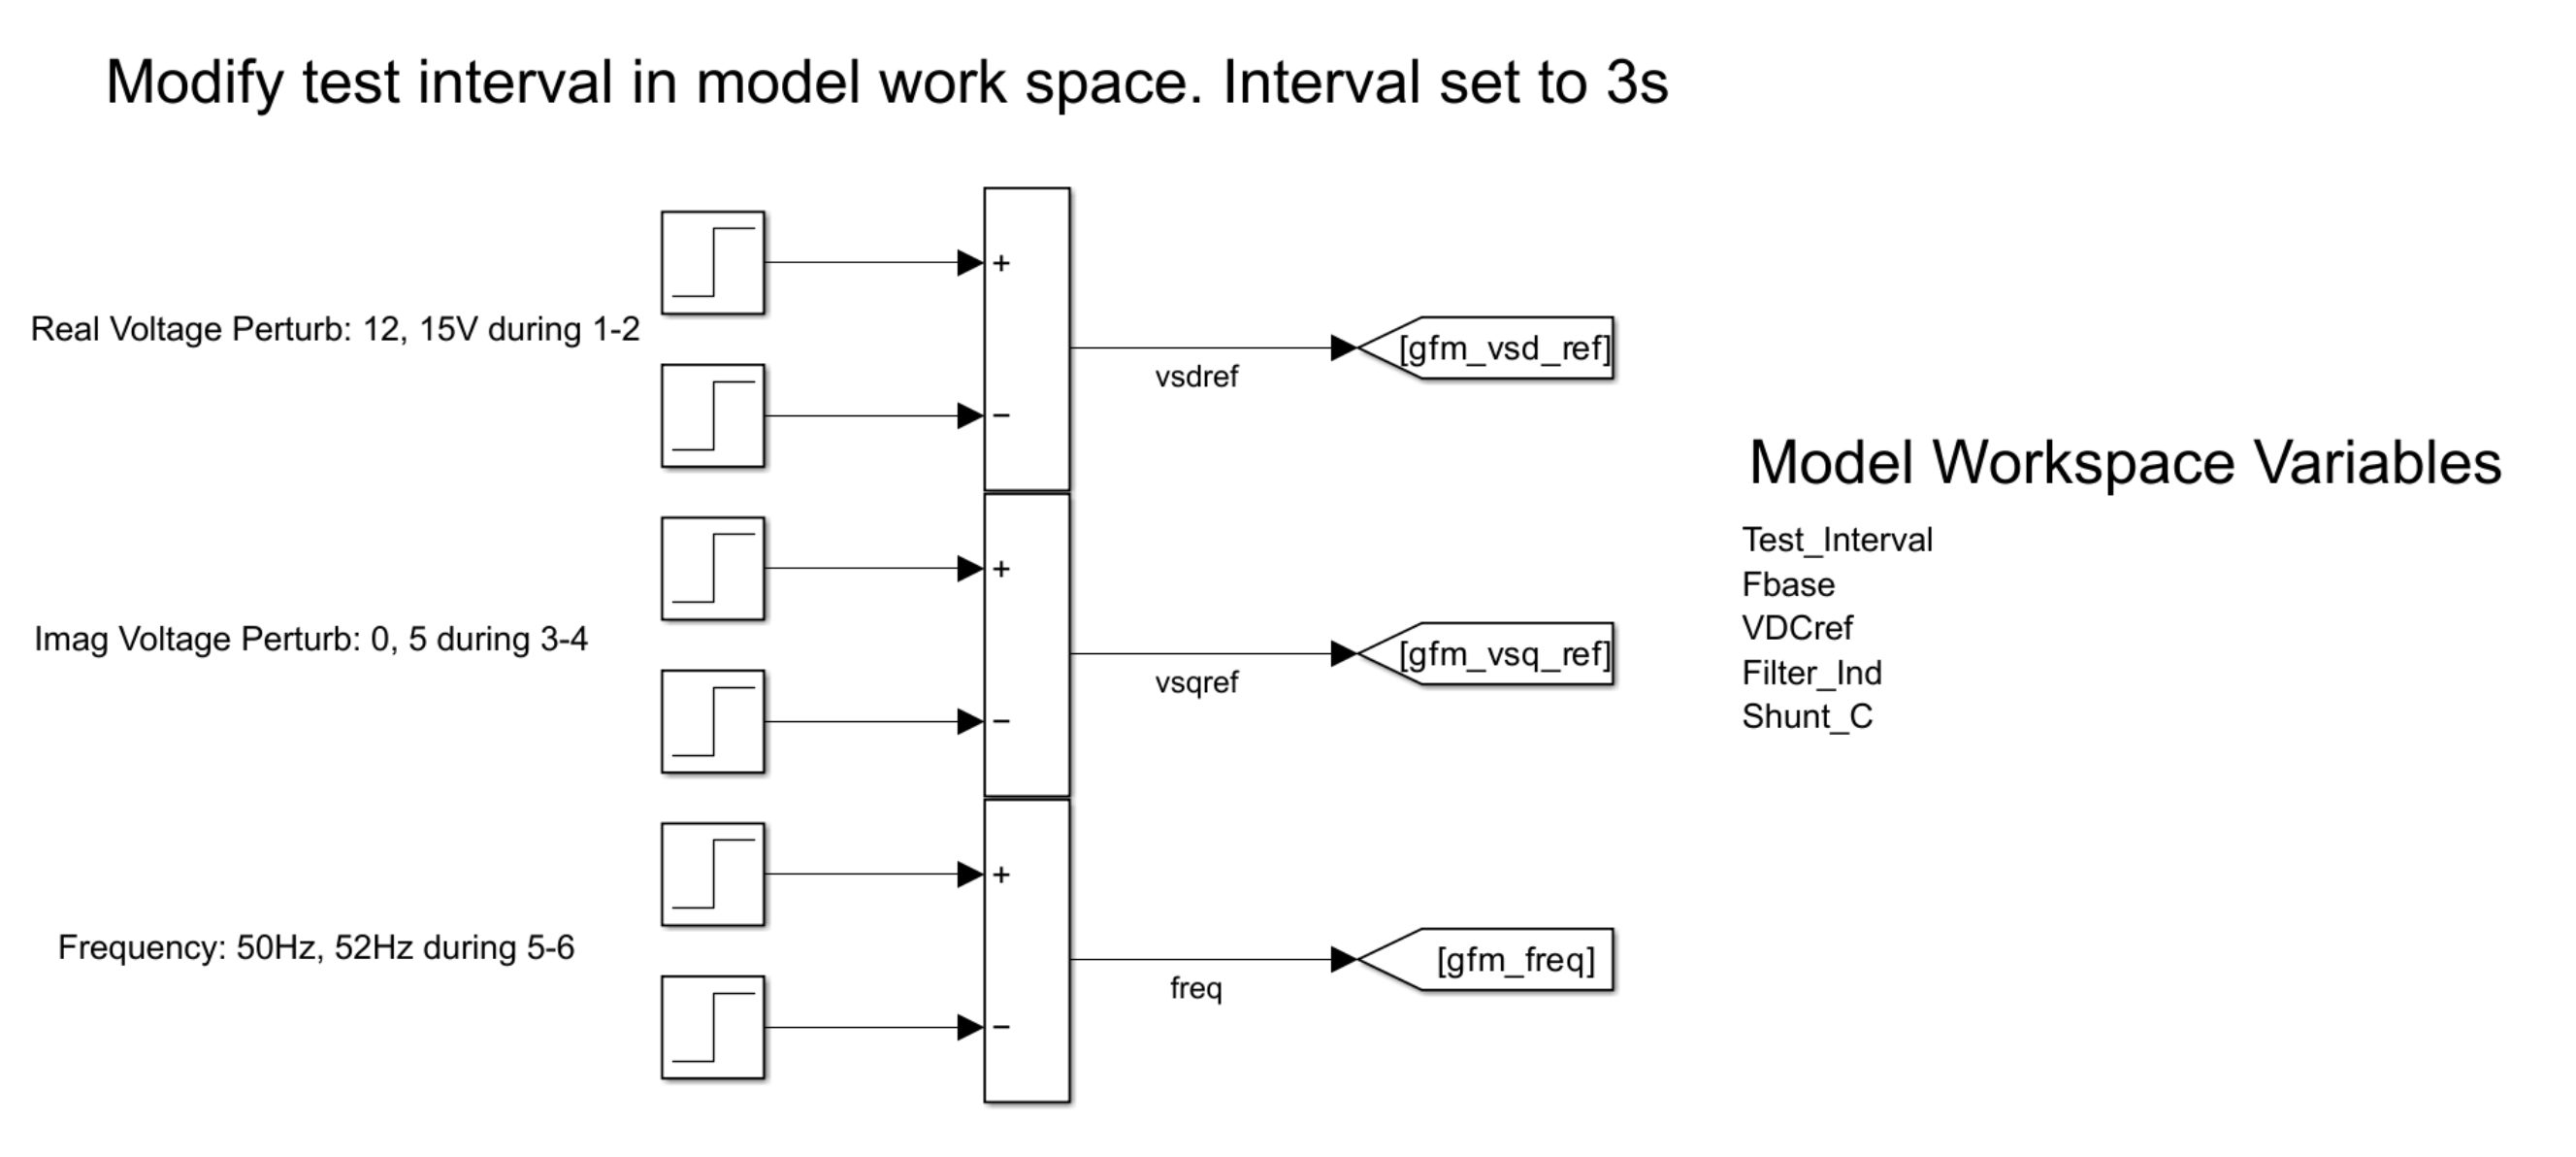 Modify test interval in model work space. Interval set to 3s
+
Real Voltage Perturb: 12, 15V during 1-2
[gfm_vsd_ref]
vsdref
−
Model Workspace Variables
Test_Interval
Fbase
VDCref
Filter_Ind
Shunt_C
+
Imag Voltage Perturb: 0, 5 during 3-4
[gfm_vsq_ref]
vsqref
−
+
Frequency: 50Hz, 52Hz during 5-6
[gfm_freq]
freq
−